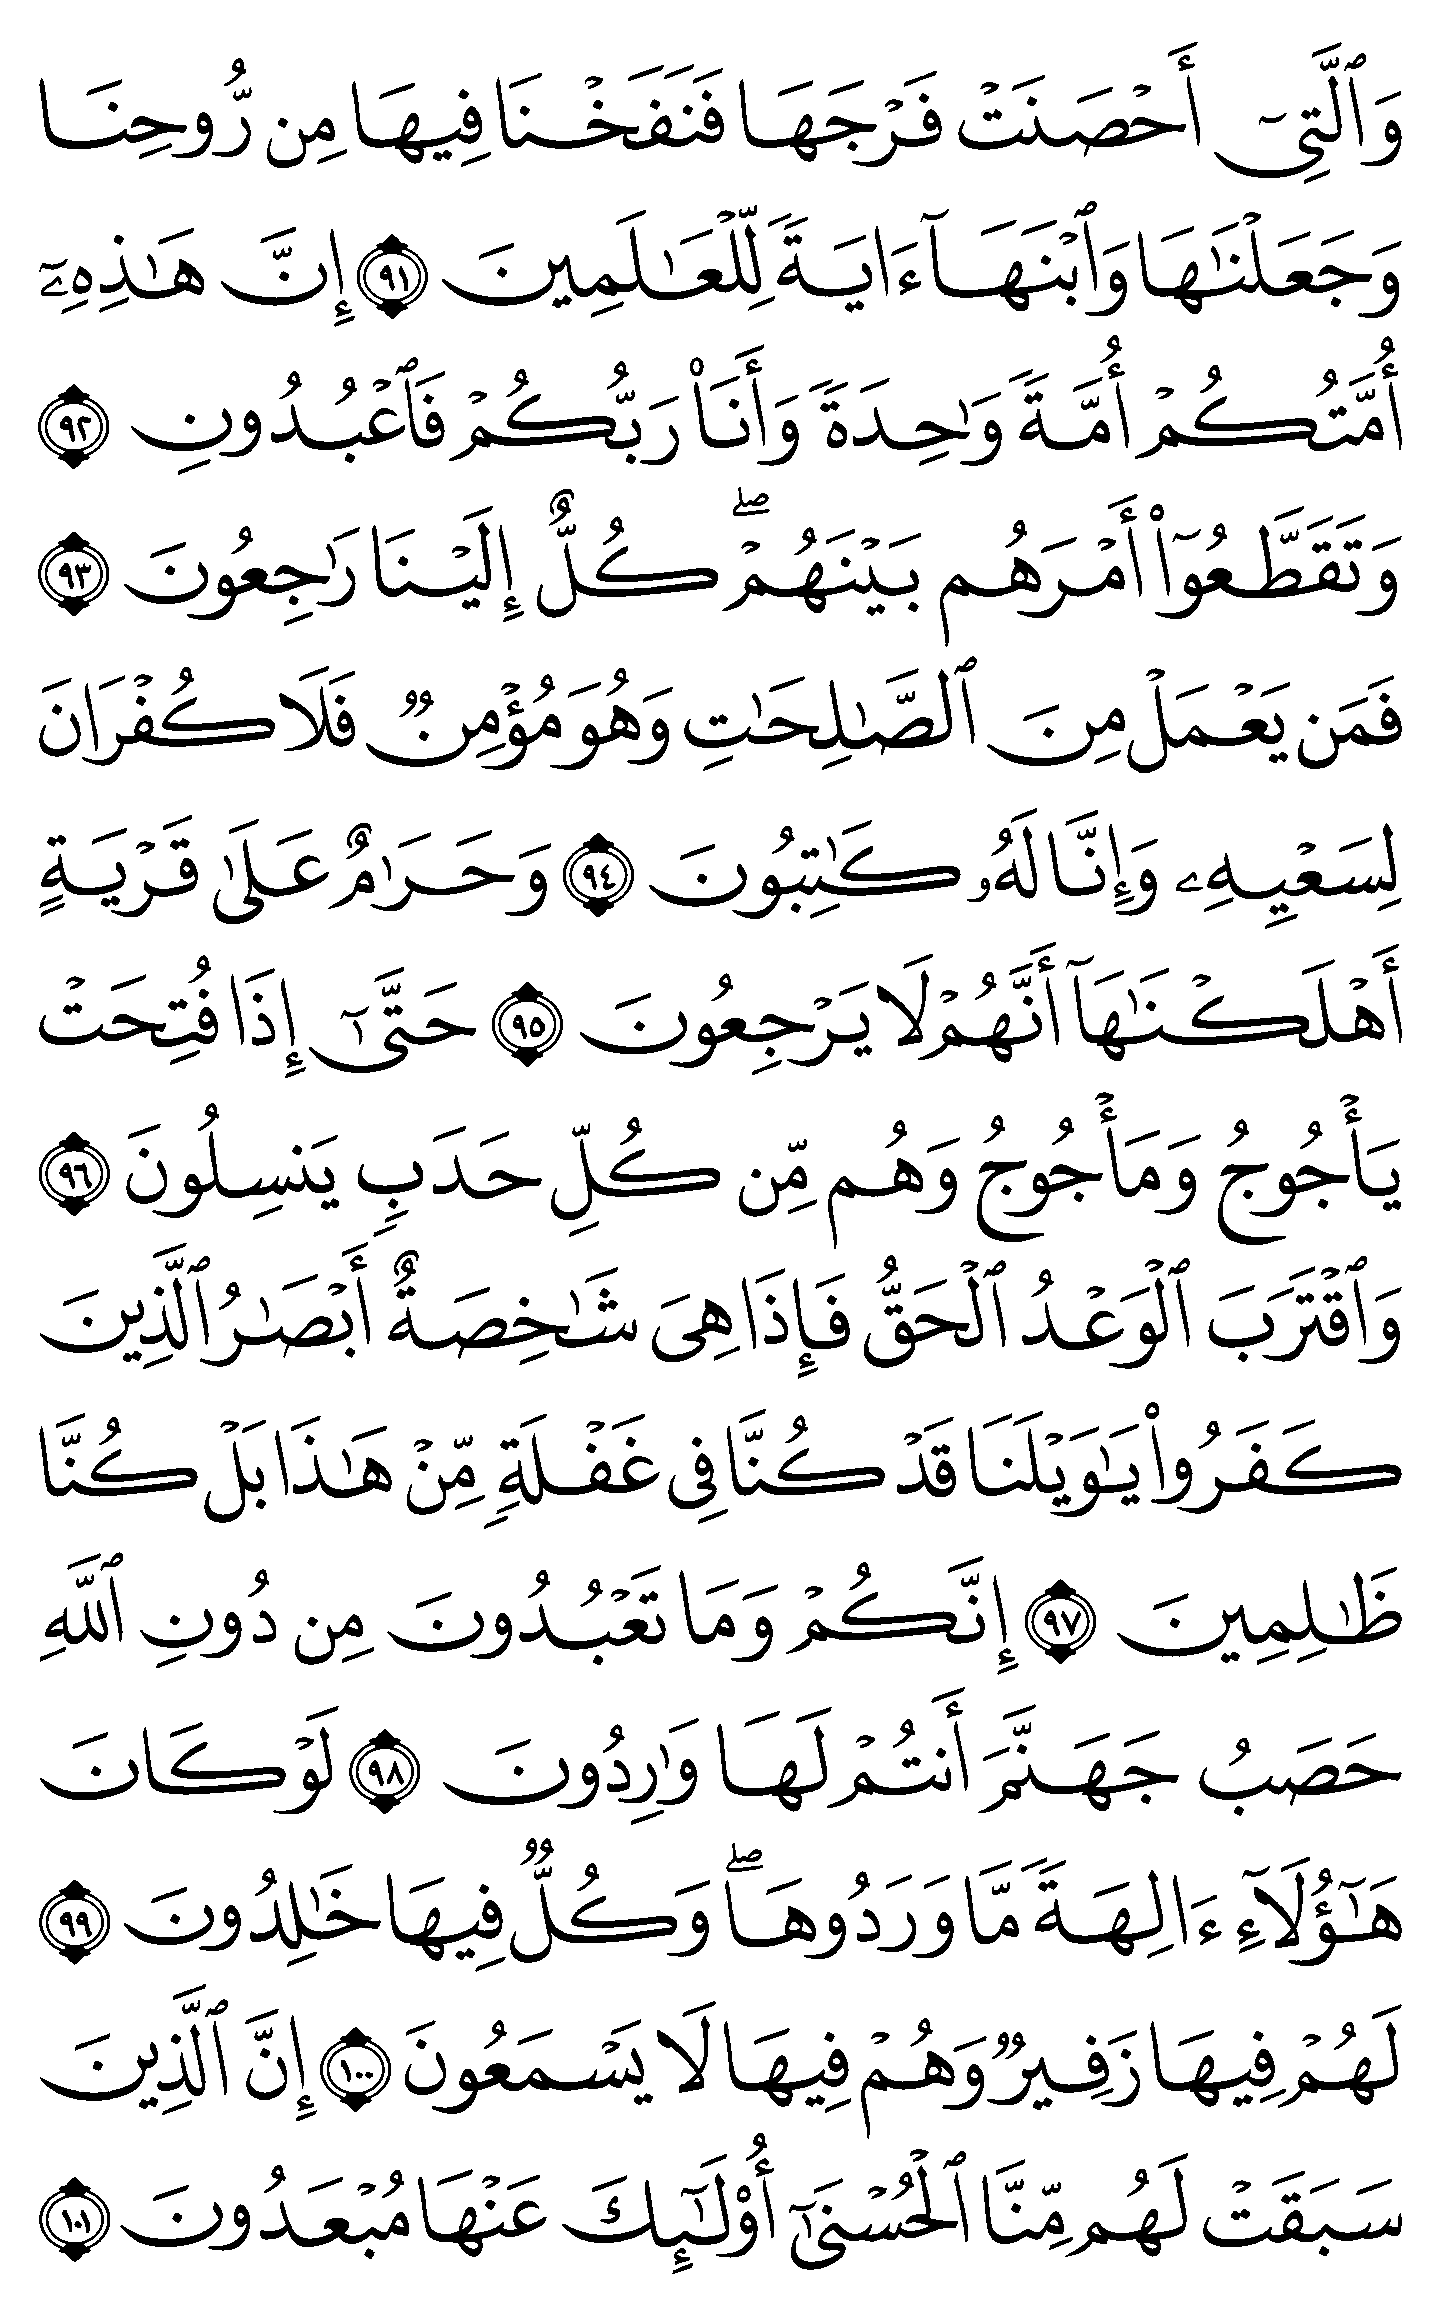 وَٱلَّتِىٓ أَحْصَنَتْ فَرْجَهَا فَنَفَخْنَا فِيهَا مِن رُّوحِنَا
وَجَعَلْنَٰهَا وَٱبْنَهَآ ءَايَةً لِّلْعَٰلَمِينَ ٩١ إِنَّ هَٰذِهِۦٓ
أُمَّتُكُمْ أُمَّةً وَٰحِدَةً وَأَنَا۠ رَبُّكُمْ فَٱعْبُدُونِ ٩٢
وَتَقَطَّعُوٓا۟ أَمْرَهُم بَيْنَهُمْ ۖ كُلٌّ إِلَيْنَا رَٰجِعُونَ ٩٣
فَمَن يَعْمَلْ مِنَ ٱلصَّٰلِحَٰتِ وَهُوَ مُؤْمِنٌ فَلَا كُفْرَانَ
لِسَعْيِهِۦ وَإِنَّا لَهُۥ كَٰتِبُونَ ٩٤ وَحَرَٰمٌ عَلَىٰ قَرْيَةٍ
أَهْلَكْنَٰهَآ أَنَّهُمْ لَا يَرْجِعُونَ ٩٥ حَتَّىٰٓ إِذَا فُتِحَتْ
يَأْجُوجُ وَمَأْجُوجُ وَهُم مِّن كُلِّ حَدَبٍ يَنسِلُونَ ٩٦
وَٱقْتَرَبَ ٱلْوَعْدُ ٱلْحَقُّ فَإِذَا هِىَ شَٰخِصَةٌ أَبْصَٰرُ ٱلَّذِينَ
كَفَرُوا۟ يَٰوَيْلَنَا قَدْ كُنَّا فِى غَفْلَةٍ مِّنْ هَٰذَا بَلْ كُنَّا
ظَٰلِمِينَ ٩٧ إِنَّكُمْ وَمَا تَعْبُدُونَ مِن دُونِ ٱللَّهِ
حَصَبُ جَهَنَّمَ أَنتُمْ لَهَا وَٰرِدُونَ ٩٨ لَوْ كَانَ
هَٰٓؤُلَآءِ ءَالِهَةً مَّا وَرَدُوهَا ۖ وَكُلٌّ فِيهَا خَٰلِدُونَ ٩٩
لَهُمْ فِيهَا زَفِيرٌ وَهُمْ فِيهَا لَا يَسْمَعُونَ ١٠٠ إِنَّ ٱلَّذِينَ
سَبَقَتْ لَهُم مِّنَّا ٱلْحُسْنَىٰٓ أُو۟لَٰٓئِكَ عَنْهَا مُبْعَدُونَ ١٠١